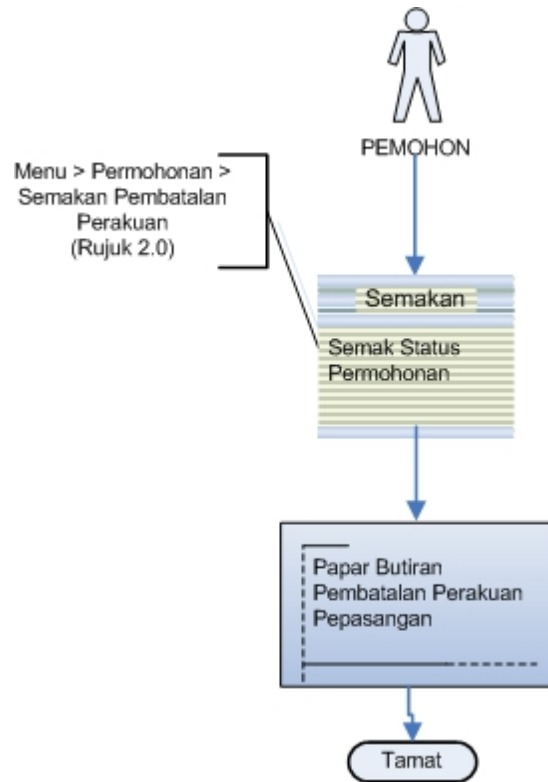 PEMOHON
Menu > Permohonan >
Semakan Pembatalan
Perakuan
(Rujuk 2.0)
Semakan
Semak Status
Permohonan
Papar Butiran
Pembatalan Perakuan
Pepasangan
Tamat